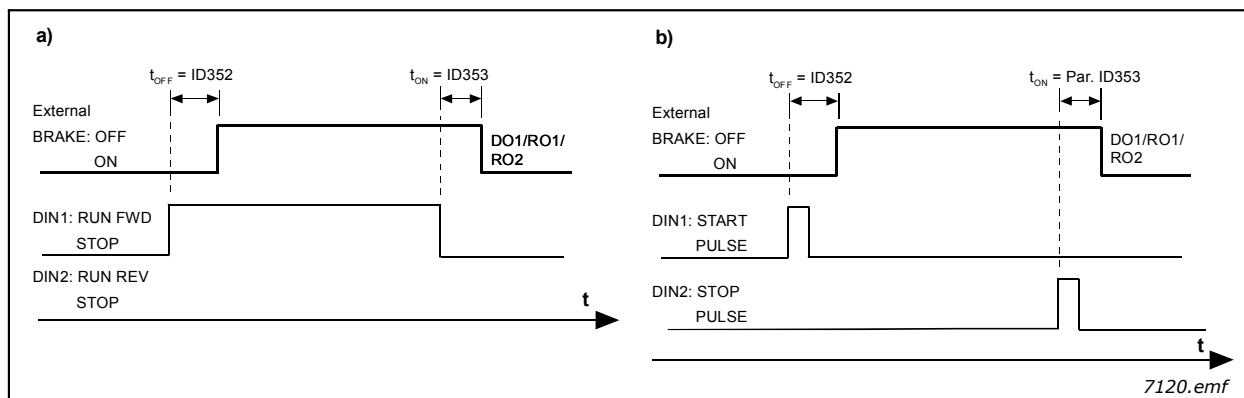 a)
tOFF = ID352
tON = ID353
External
BRAKE: OFF
ON
DO1/RO1/
RO2
DIN1: RUN FWD
STOP
DIN2: RUN REV
STOP
t
b)
tOFF = ID352
tON = Par. ID353
External
BRAKE: OFF
ON
DO1/RO1/
RO2
DIN1: START
PULSE
DIN2: STOP
PULSE
t
7120.emf